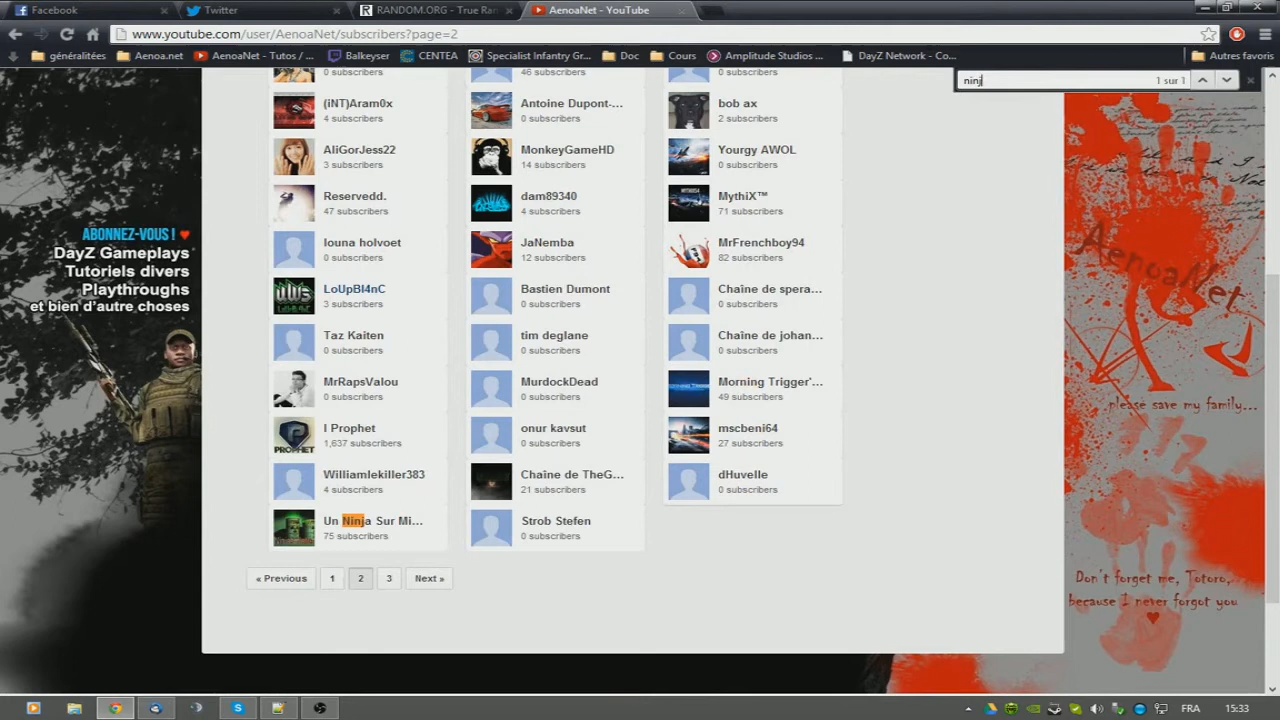 Facebook
Twitter
RANDOM.ORG - True Ran
AenoaNet - YouTube
www.youtube.com/user/AenoaNet/subscribers?page=2
généralitées
Aenoa.net
AenoaNet - Tutos / ...
Balkeyser
CENTEA
Specialist Infantry Gr...
Doc
Cours
Amplitude Studios ...
DayZ Network - Co...
Autres favoris
ninj
1 sur 1
0 subscribers
46 subscribers
0 subscribers
(iNT)Aram0x
4 subscribers
Antoine Dupont-...
0 subscribers
bob ax
2 subscribers
AliGorJess22
3 subscribers
MonkeyGameHD
14 subscribers
Yourgy AWOL
0 subscribers
Reservedd.
47 subscribers
dam89340
4 subscribers
MythiX™
71 subscribers
louna holvoet
0 subscribers
JaNemba
12 subscribers
MrFrenchboy94
82 subscribers
LoUpBl4nC
3 subscribers
Bastien Dumont
0 subscribers
Chaîne de spera...
0 subscribers
Taz Kaiten
0 subscribers
tim deglane
0 subscribers
Chaîne de johan...
0 subscribers
MrRapsValou
0 subscribers
MurdockDead
0 subscribers
Morning Trigger'...
49 subscribers
I Prophet
1,637 subscribers
onur kavsut
0 subscribers
mscbeni64
27 subscribers
Williamlekiller383
4 subscribers
Chaîne de TheG...
21 subscribers
dHuvelle
0 subscribers
Un Ninja Sur Mi...
75 subscribers
Strob Stefen
0 subscribers
« Previous
1
2
3
Next »
ABONNEZ-VOUS ! ♥
DayZ Gameplays
Tutoriels divers
Playthroughs
et bien d'autre choses
PROPHET
AenoaNet
please save my family...
Don't forget me, Totoro,
because I never forgot you
♥
FRA
15:33